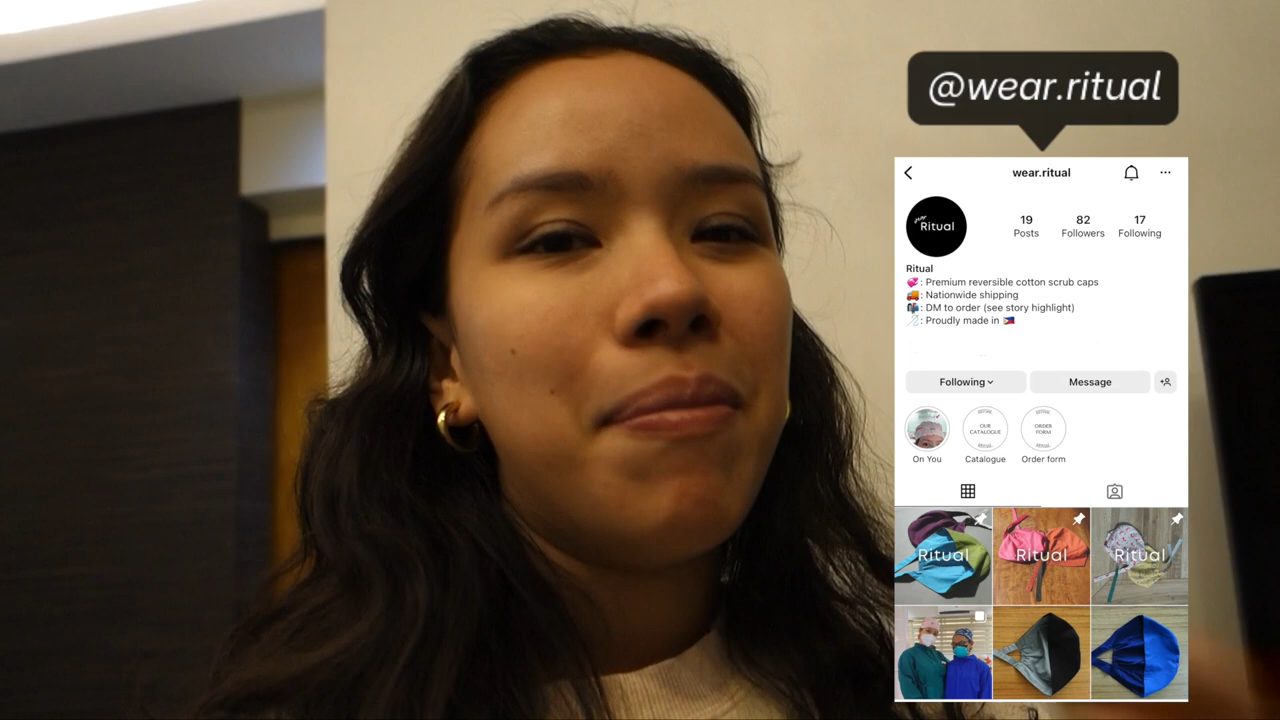 @wear.ritual
wear.ritual
wear
Ritual
19
Posts
82
Followers
17
Following
Ritual
: Premium reversible cotton scrub caps
: Nationwide shipping
: DM to order (see story highlight)
: Proudly made in
Following
Message
OUR
CATALOGUE
ORDER
FORM
On You
Catalogue
Order form
Ritual
Ritual
Ritual